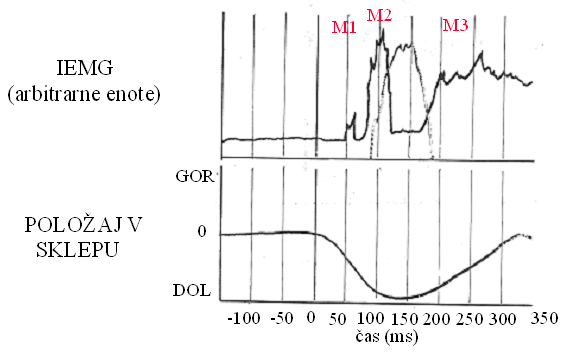 M1 M2 M3
IEMG
(arbitrarne enote)
GOR
POLOŽAJ V
SKLEPU
0
DOL
-100 -50 0 50 100 150 200 250 300 350
čas (ms)